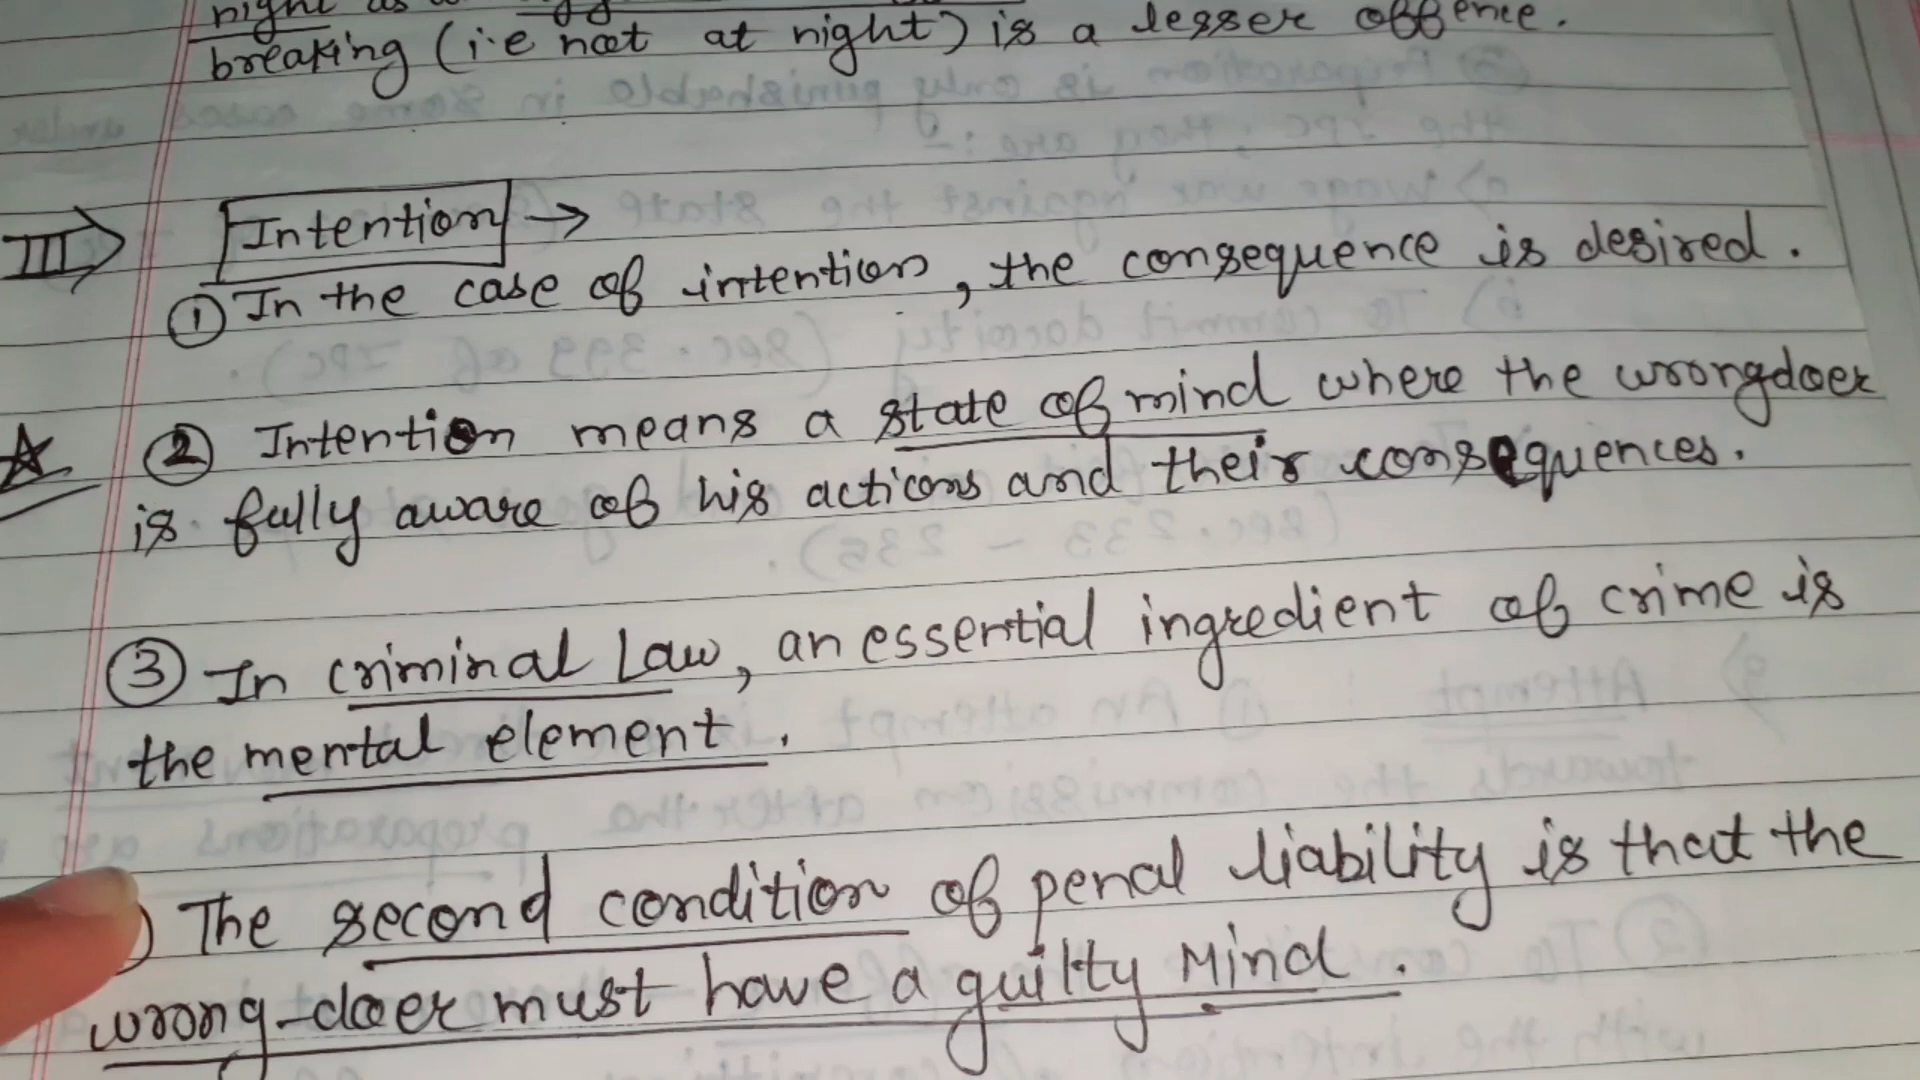 night as
breaking (i.e not at night) is a lesser offence.
III Intention →
① In the case of intention, the consequence is desired.
② Intention means a state of mind where the wrongdoer
is fully aware of his actions and their consequences.
③ In criminal Law, an essential ingredient of crime is
the mental element.
) The second condition of penal liability is that the
wrong-doer must have a guilty Mind.